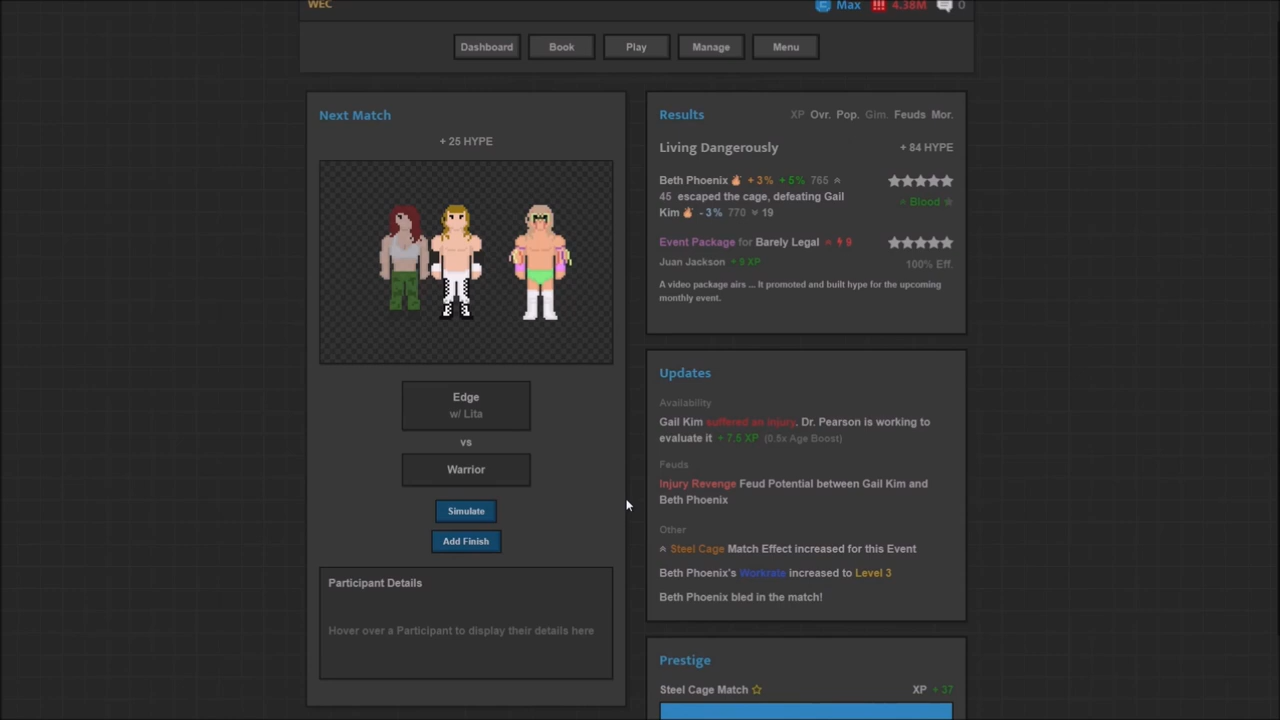 WEC
Max 4.38M 0
Dashboard Book Play Manage Menu
Next Match
+ 25 HYPE
Edge
w/ Lita
vs
Warrior
Simulate
Add Finish
Participant Details
Hover over a Participant to display their details here
Results XP Ovr. Pop. Gim. Feuds Mor.
Living Dangerously + 84 HYPE
Beth Phoenix + 3% + 5% 765
45 escaped the cage, defeating Gail
Kim - 3% 770 19
Blood
Event Package for Barely Legal 9
Juan Jackson + 5 XP
100% Eff.
A video package airs ... It promoted and built hype for the upcoming
monthly event.
Updates
Availability
Gail Kim suffered an injury. Dr. Pearson is working to
evaluate it + 7.5 XP (0.5x Age Boost)
Feuds
Injury Revenge Feud Potential between Gail Kim and
Beth Phoenix
Other
Steel Cage Match Effect increased for this Event
Beth Phoenix's Workrate increased to Level 3
Beth Phoenix bled in the match!
Prestige
Steel Cage Match XP + 37